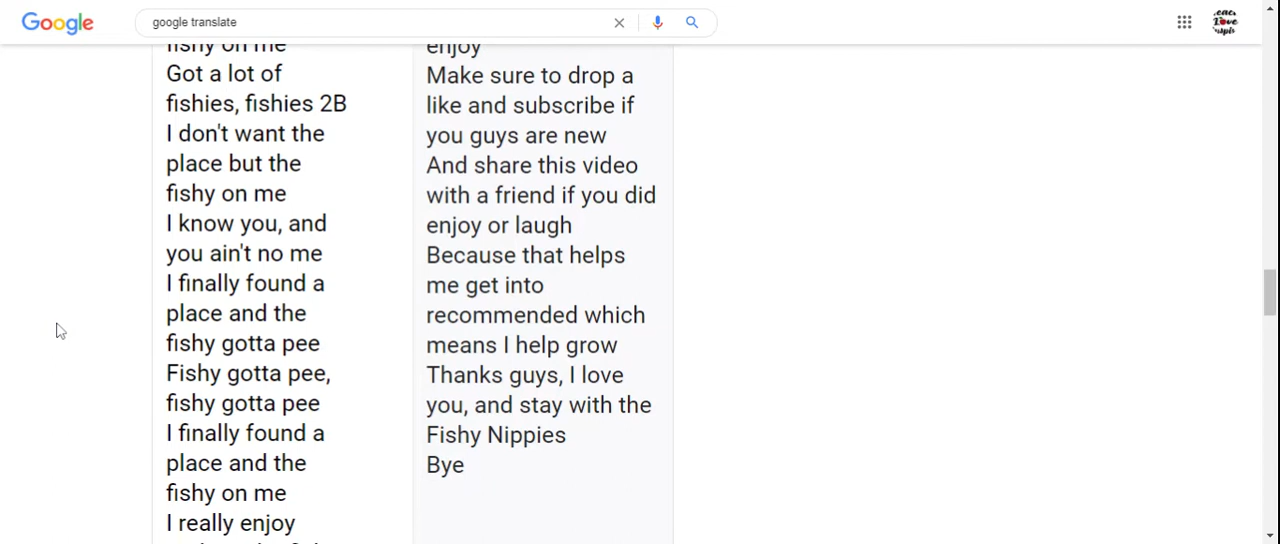 Google
google translate
fishy on me
Got a lot of
fishies, fishies 2B
I don't want the
place but the
fishy on me
I know you, and
you ain't no me
I finally found a
place and the
fishy gotta pee
Fishy gotta pee,
fishy gotta pee
I finally found a
place and the
fishy on me
I really enjoy
enjoy
Make sure to drop a
like and subscribe if
you guys are new
And share this video
with a friend if you did
enjoy or laugh
Because that helps
me get into
recommended which
means I help grow
Thanks guys, I love
you, and stay with the
Fishy Nippies
Bye